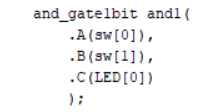 and_gate1bit and1(
.A(sw[0]),
.B(sw[1]),
.C(LED[0])
);